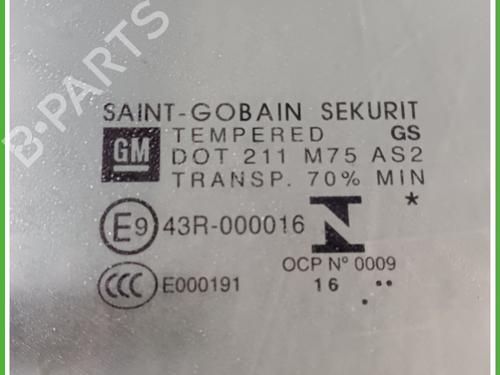 B-PARTS
SAINT-GOBAIN SEKURIT
TEMPERED GS
GM DOT 211 M75 AS2
TRANSP. 70% MIN
E9 43R-000016 N *
OCP Nº 0009
CCC E000191
16 ..